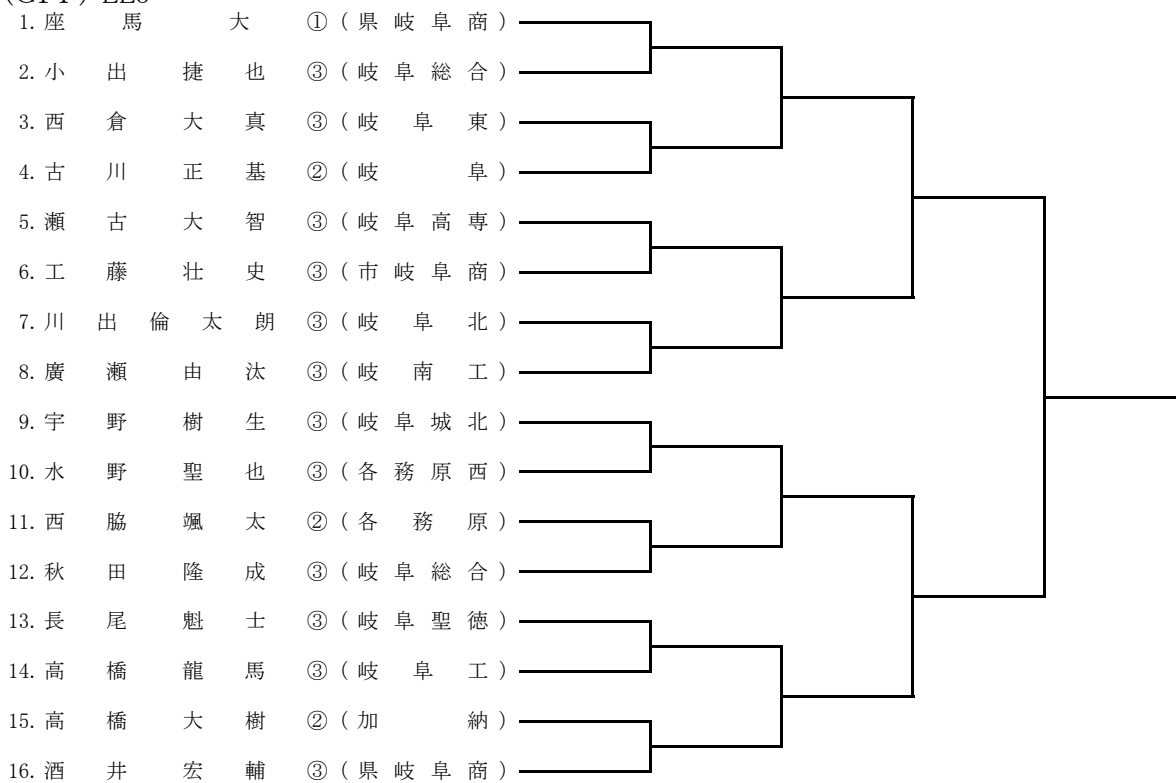 1. 座馬 大 ① (県岐阜商)
2. 小出 捷也 ③ (岐阜総合)
3. 西倉 大真 ③ (岐阜東)
4. 古川 正基 ② (岐阜)
5. 瀬古 大智 ③ (岐阜高専)
6. 工藤 壮史 ③ (市岐阜商)
7. 川出 倫太朗 ③ (岐阜北)
8. 廣瀬 由汰 ③ (岐南工)
9. 宇野 樹生 ③ (岐阜城北)
10. 水野 聖也 ③ (各務原西)
11. 西脇 颯太 ② (各務原)
12. 秋田 隆成 ③ (岐阜総合)
13. 長尾 魁士 ③ (岐阜聖徳)
14. 高橋 龍馬 ③ (岐阜工)
15. 高橋 大樹 ② (加納)
16. 酒井 宏輔 ③ (県岐阜商)